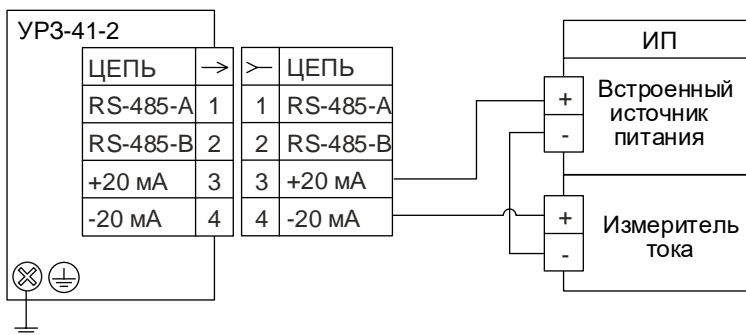 УРЗ-41-2
ЦЕПЬ
RS-485-A 1
RS-485-B 2
+20 мА 3
-20 мА 4
ЦЕПЬ
1 RS-485-A
2 RS-485-B
3 +20 мА
4 -20 мА
ИП
+
-
Встроенный
источник
питания
+
-
Измеритель
тока